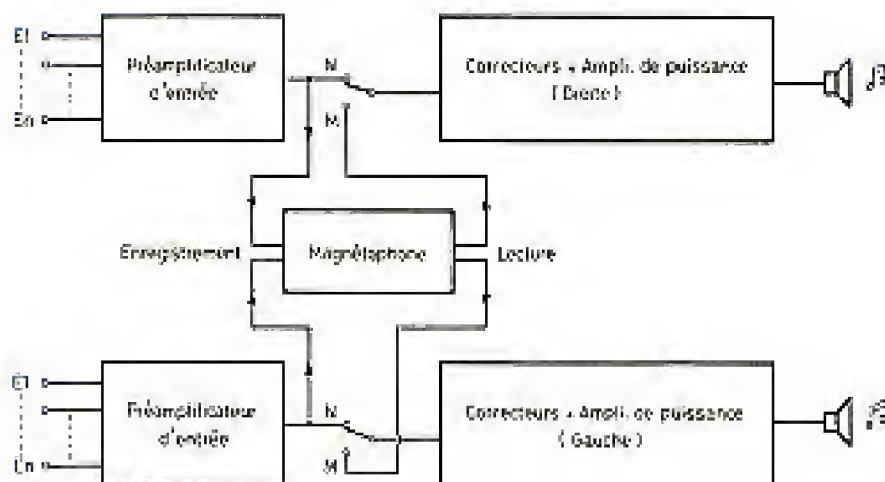 E1
Préamplificateur
d'entrée
En
N
M
Correcteurs + Ampli. de puissance
( Droite )
Enregistrement
Magnétophone
Lecture
E1
Préamplificateur
d'entrée
En
N
M
Correcteurs + Ampli. de puissance
( Gauche )